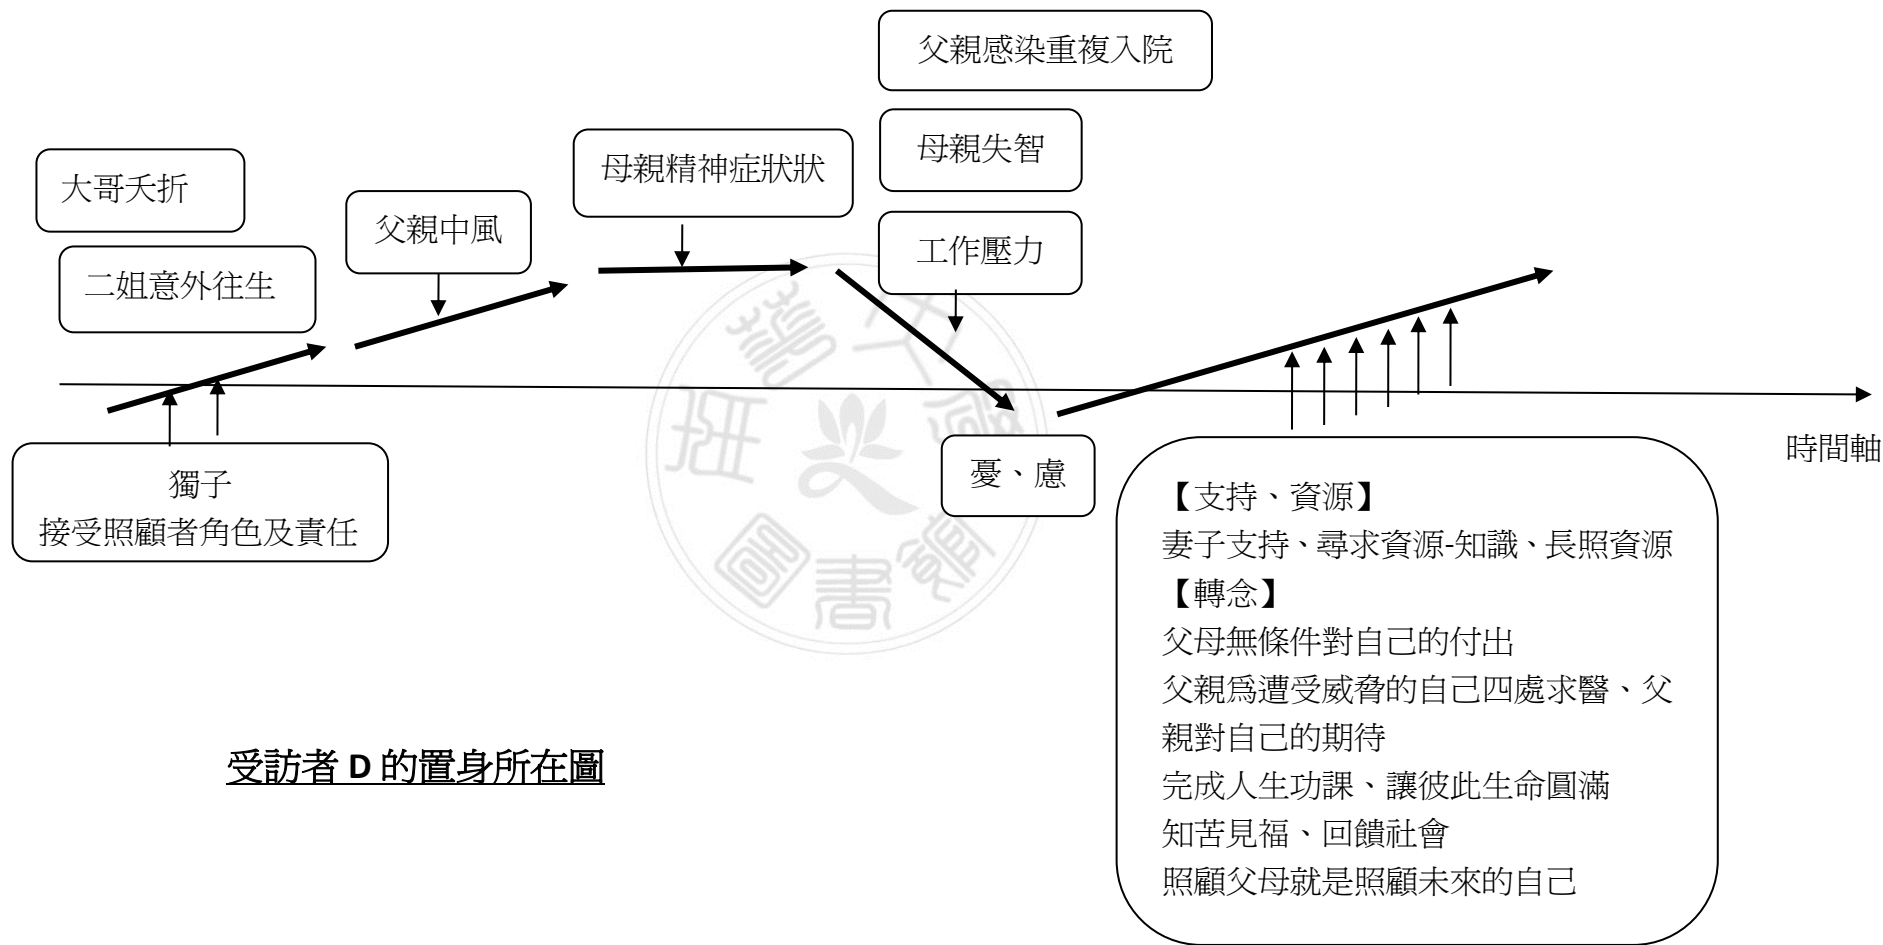 父親感染重複入院
母親失智
工作壓力
母親精神症狀狀
大哥夭折
父親中風
二姐意外往生
時間軸
獨子
接受照顧者角色及責任
憂、慮
【支持、資源】
妻子支持、尋求資源-知識、長照資源
【轉念】
父母無條件對自己的付出
父親為遭受威脅的自己四處求醫、父
親對自己的期待
完成人生功課、讓彼此生命圓滿
知苦見福、回饋社會
照顧父母就是照顧未來的自己
受訪者 D 的置身所在圖